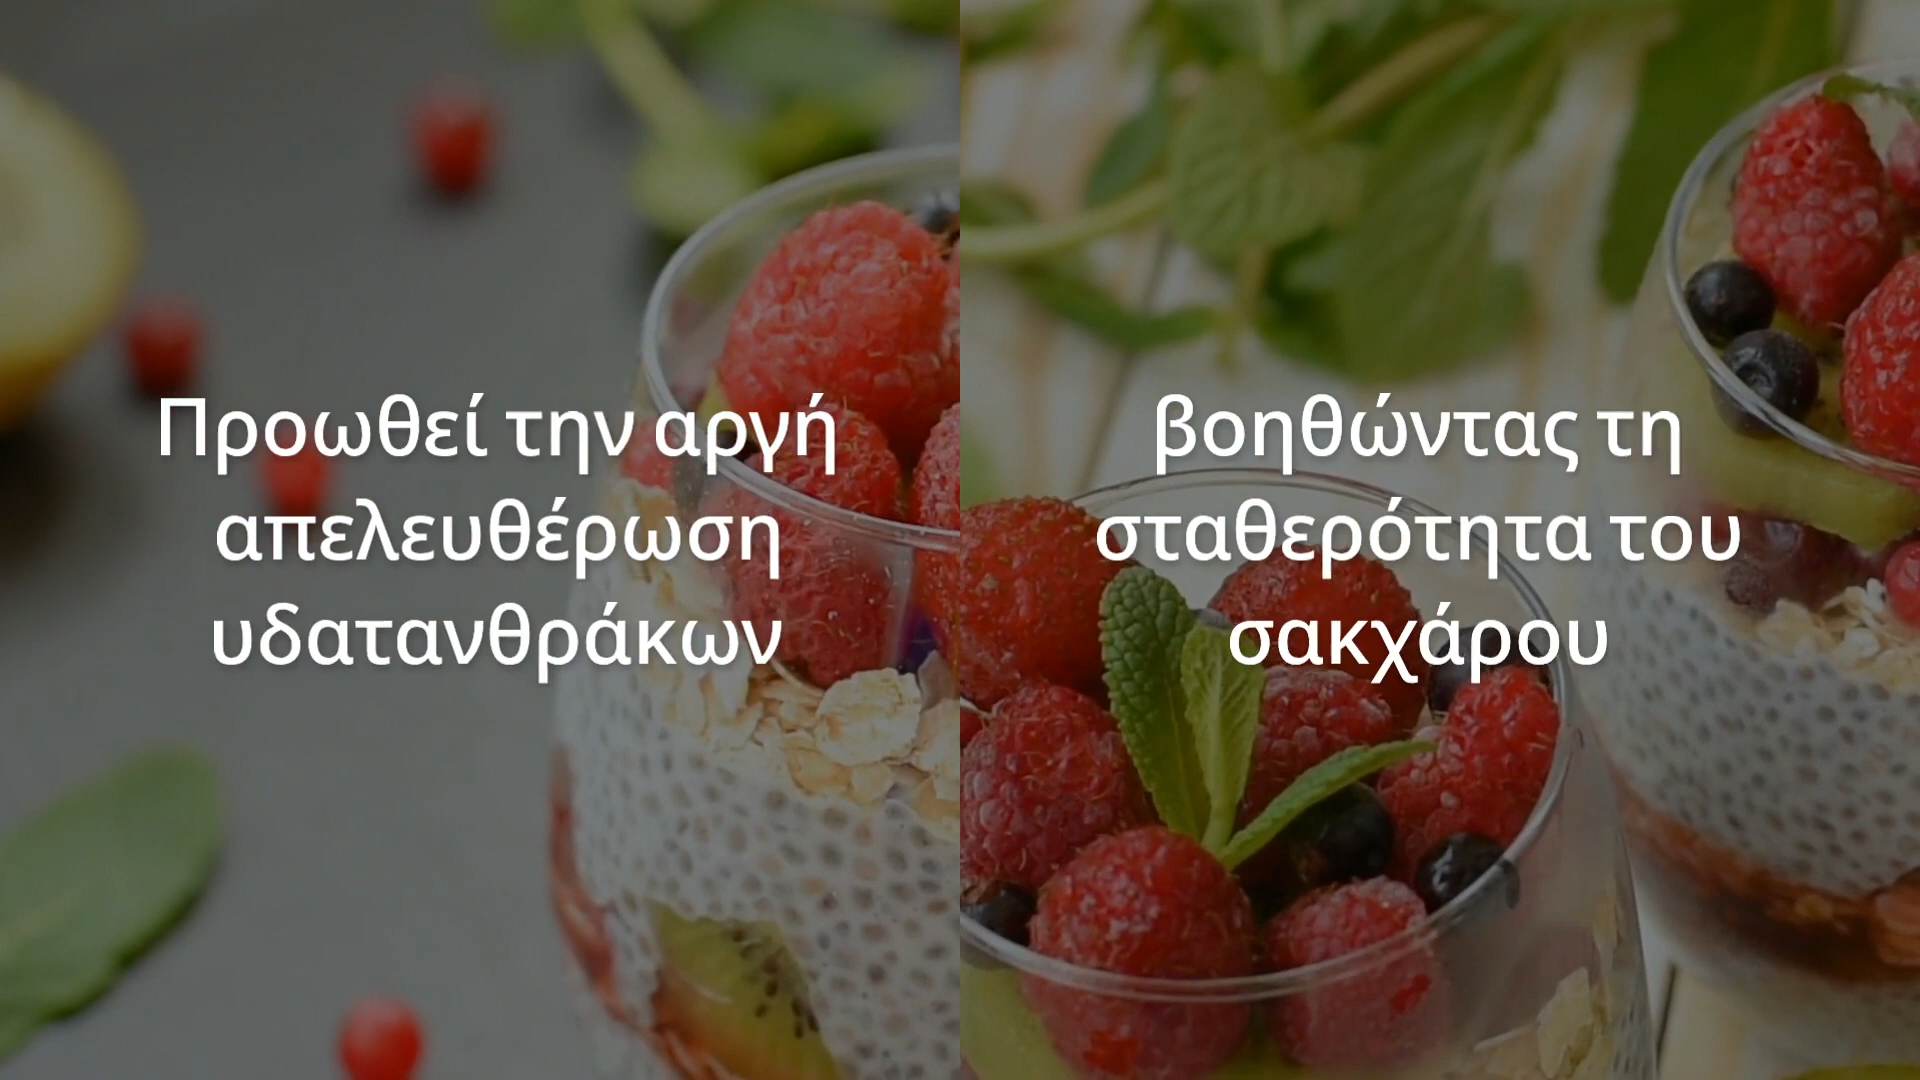 Προωθεί την αργή
απελευθέρωση
υδατανθράκων
βοηθώντας τη
σταθερότητα του
σακχάρου